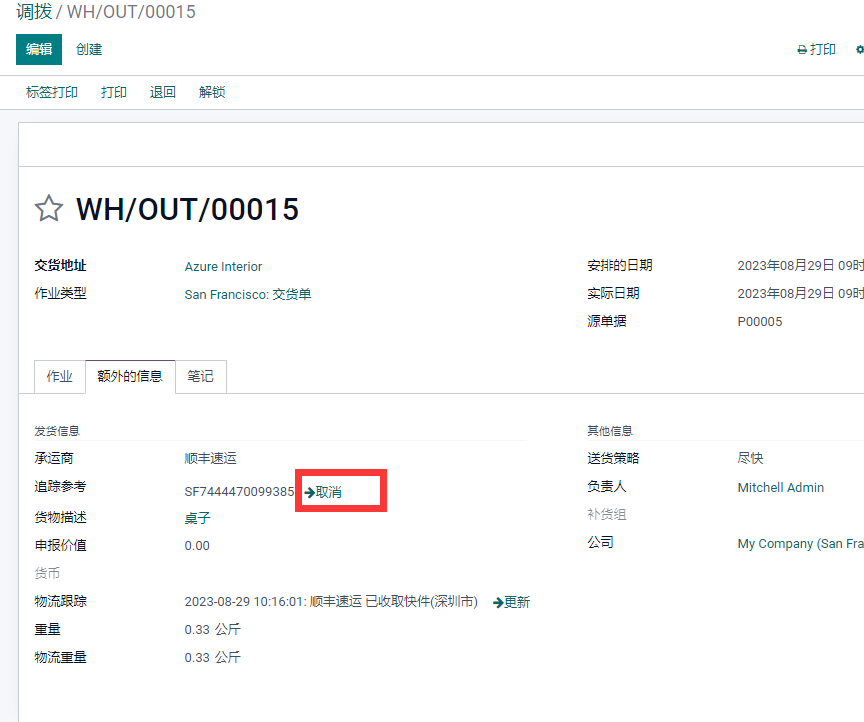 调拨 / WH/OUT/00015
编辑 创建 打印
标签打印 打印 退回 解锁
WH/OUT/00015
交货地址 Azure Interior 安排的日期 2023年08月29日 09时
作业类型 San Francisco: 交货单 实际日期 2023年08月29日 09时
源单据 P00005
作业 额外的信息 笔记
发货信息 其他信息
承运商 顺丰速运 送货策略 尽快
追踪参考 SF7444470099385 取消 负责人 Mitchell Admin
货物描述 桌子 补货组
申报价值 0.00 公司 My Company (San Fra
货币
物流跟踪 2023-08-29 10:16:01: 顺丰速运 已收取快件(深圳市) 更新
重量 0.33 公斤
物流重量 0.33 公斤